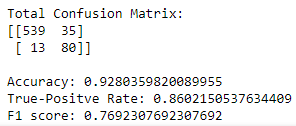 Total Confusion Matrix:
[[539  35]
 [ 13  80]]
Accuracy: 0.9280359820089955
True-Positve Rate: 0.8602150537634409
F1 score: 0.7692307692307692